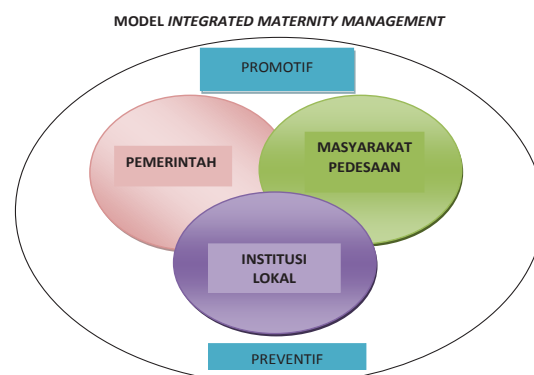 MODEL INTEGRATED MATERNITY MANAGEMENT
PROMOTIF
PEMERINTAH
MASYARAKAT
PEDESAAN
INSTITUSI
LOKAL
PREVENTIF